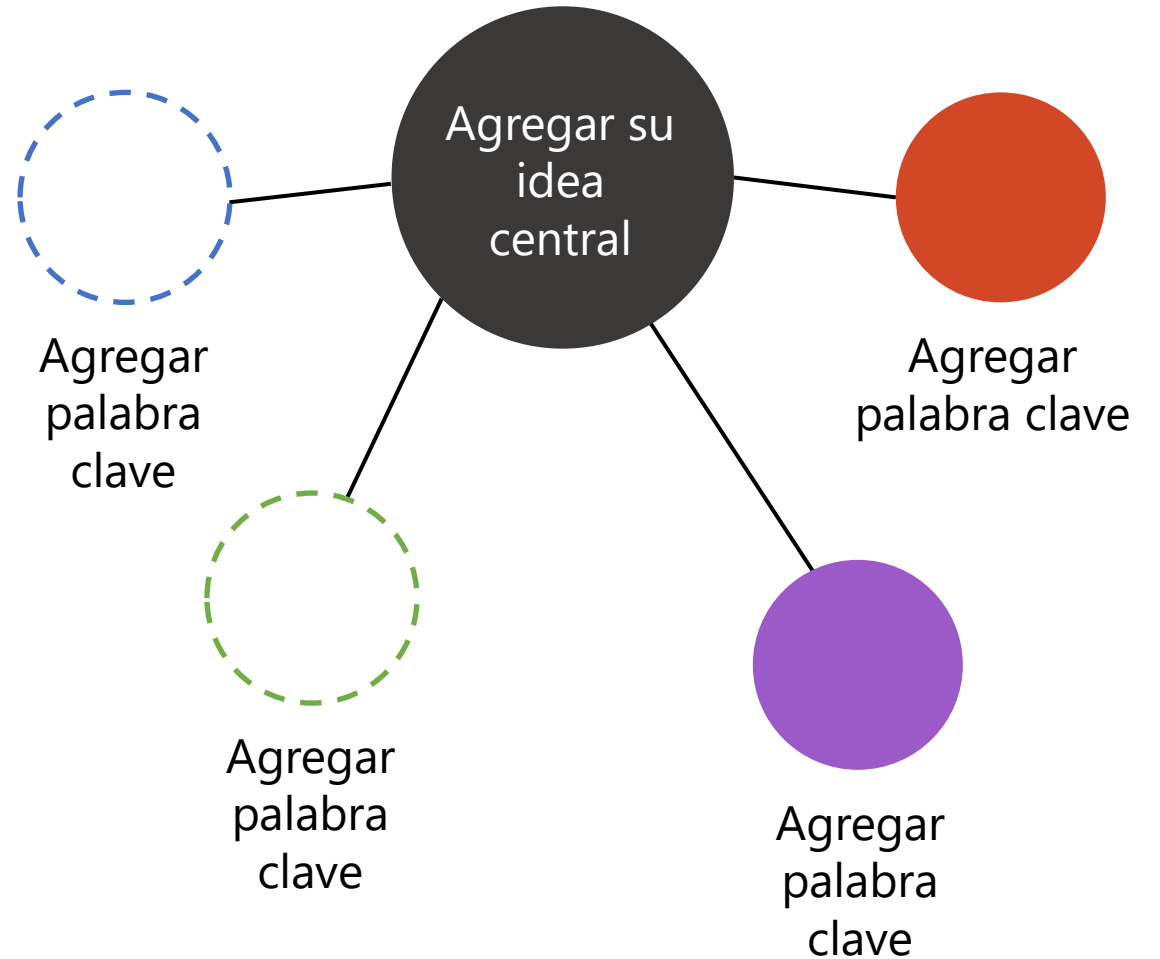 Agregar su
idea
central
Agregar
palabra
clave
Agregar
palabra clave
Agregar
palabra
clave
Agregar
palabra
clave